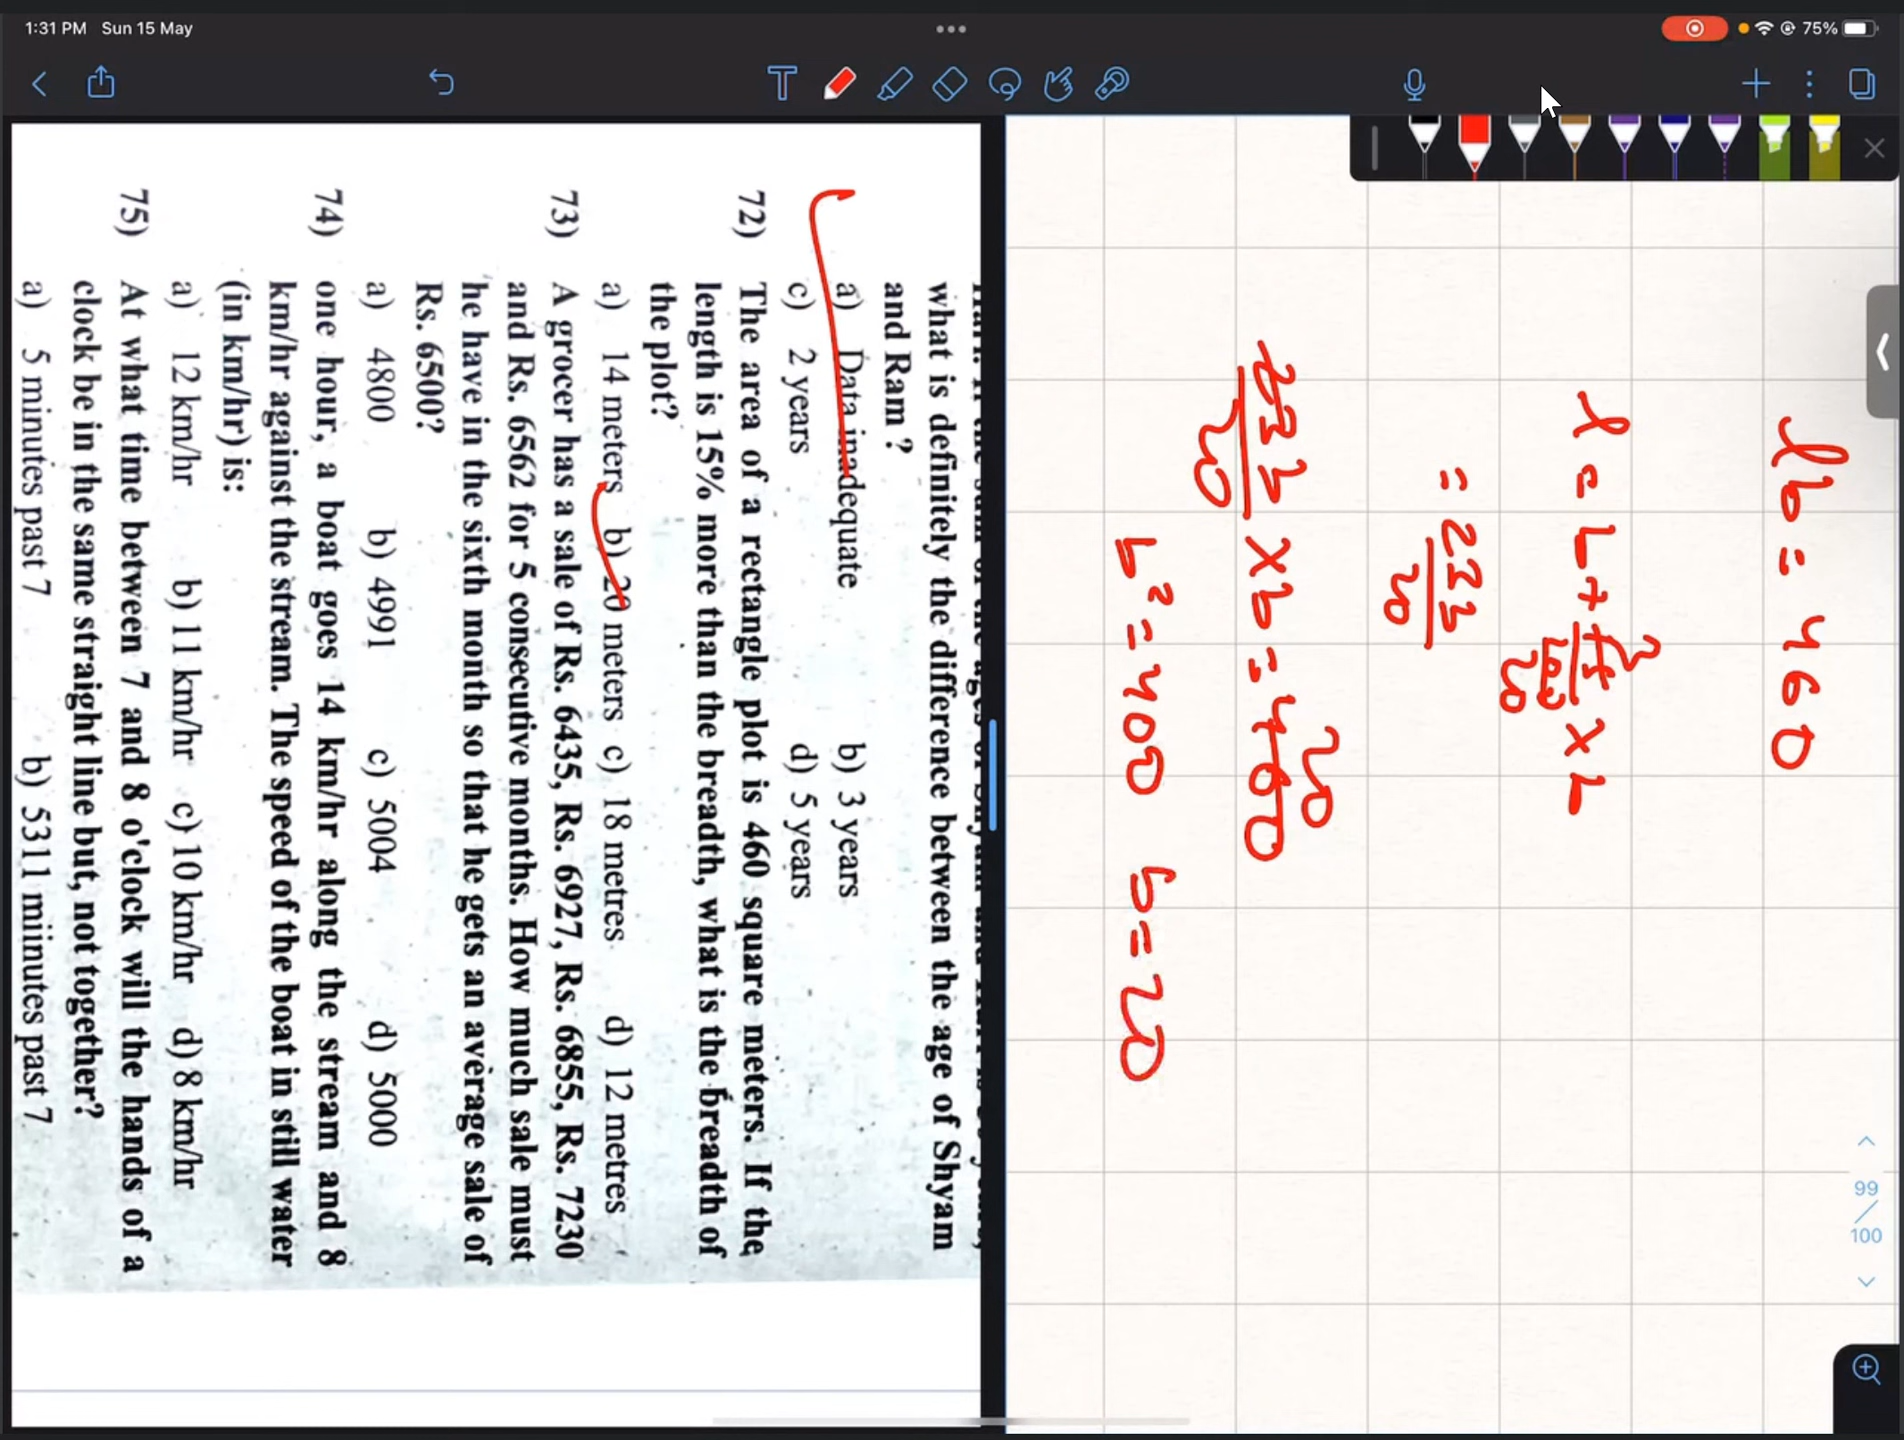 1:31 PM Sun 15 May
75%
what is definitely the difference between the age of Shyam
and Ram ?
a) Data inadequate b) 3 years
c) 2 years d) 5 years
72) The area of a rectangle plot is 460 square meters. If the
length is 15% more than the breadth, what is the breadth of
the plot?
a) 14 meters b) 20 meters c) 18 metres d) 12 metres
73) A grocer has a sale of Rs. 6435, Rs. 6927, Rs. 6855, Rs. 7230
and Rs. 6562 for 5 consecutive months. How much sale must
he have in the sixth month so that he gets an average sale of
Rs. 6500?
a) 4800 b) 4991 c) 5004 d) 5000
74) one hour, a boat goes 14 km/hr along the stream and 8
km/hr against the stream. The speed of the boat in still water
(in km/hr) is:
a) 12 km/hr b) 11 km/hr c) 10 km/hr d) 8 km/hr
75) At what time between 7 and 8 o'clock will the hands of a
clock be in the same straight line but, not together?
a) 5 minutes past 7 b) 5311 miinutes past 7
lb = 460
l = b + 15/100 × b
3
20
= 23b/20
23b/20 × b = 460
20
b² = 400 b = 20
99
/
100